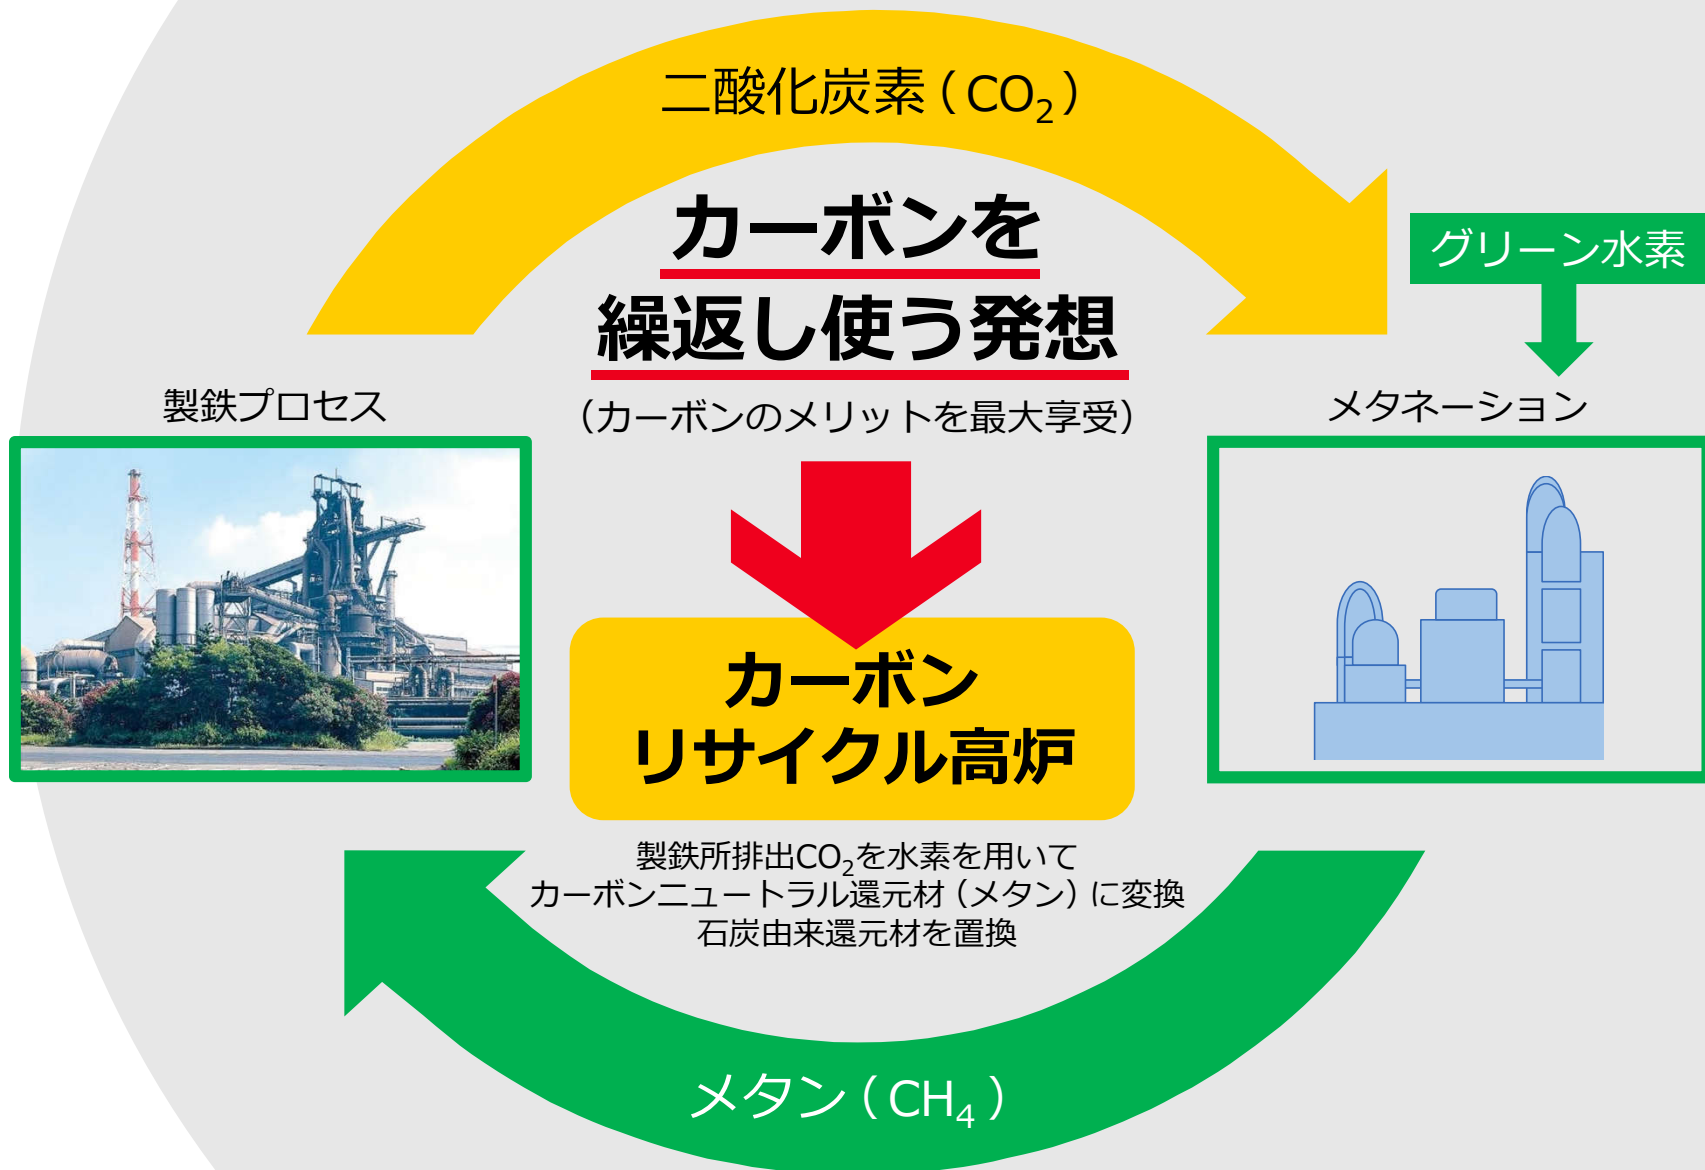 二酸化炭素（CO₂）
カーボンを
繰返し使う発想
（カーボンのメリットを最大享受）
グリーン水素
製鉄プロセス
メタネーション
カーボン
リサイクル高炉
製鉄所排出CO₂を水素を用いて
カーボンニュートラル還元材（メタン）に変換
石炭由来還元材を置換
メタン（CH₄）